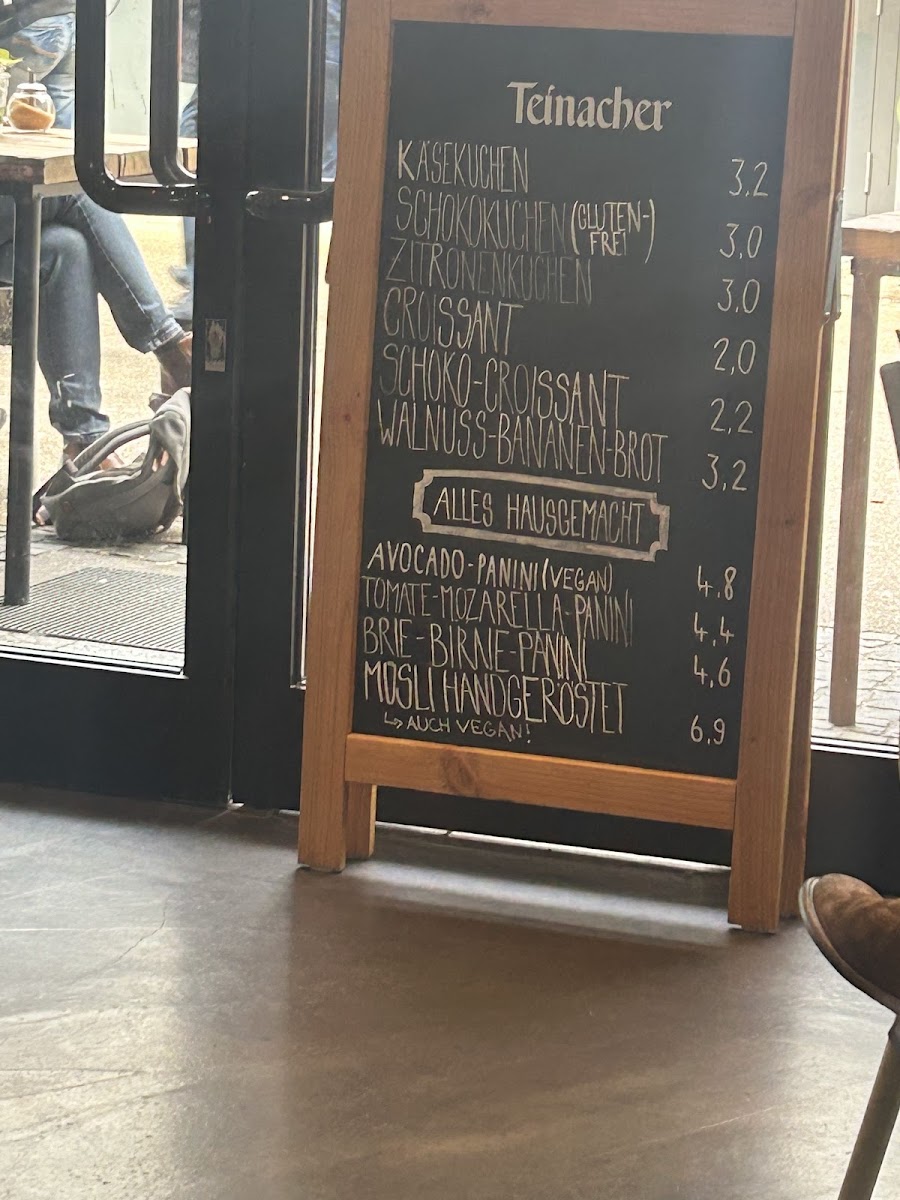 Teinacher
KÄSEKUCHEN 3,2
SCHOKOKUCHEN (GLUTEN-
FREI) 3,0
ZITRONENKUCHEN 3,0
CROISSANT 2,0
SCHOKO-CROISSANT 2,2
WALNUSS-BANANEN-BROT 3,2
ALLES HAUSGEMACHT
AVOCADO-PANINI (VEGAN) 4.8
TOMATE-MOZARELLA-PANINI 4,4
BRIE-BIRNE-PANINI 4,6
MÜSLI HANDGERÖSTET 6,9
↳ AUCH VEGAN!